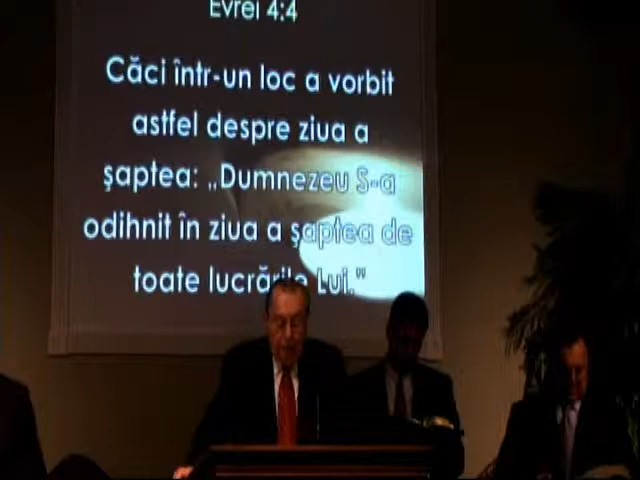 Evrei 4:4
Căci într-un loc a vorbit
astfel despre ziua a
şaptea: „Dumnezeu S-a
odihnit în ziua a şaptea de
toate lucrările Lui."